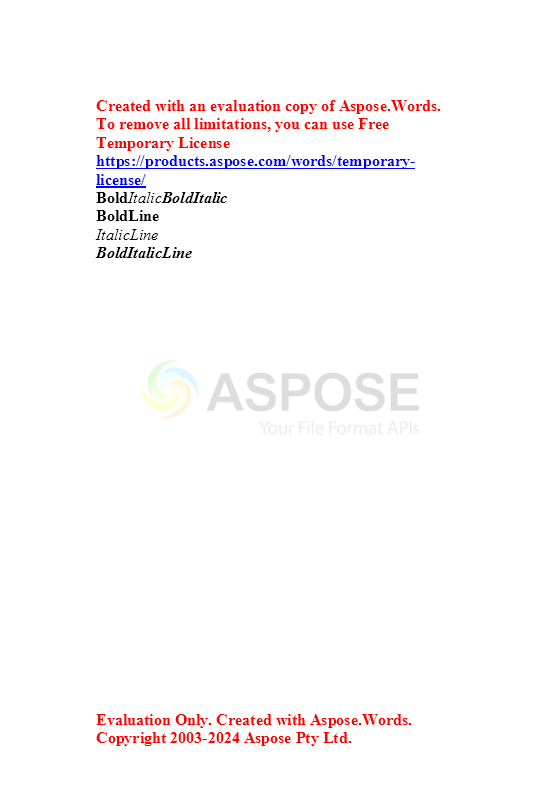 Created with an evaluation copy of Aspose.Words.
To remove all limitations, you can use Free
Temporary License
https://products.aspose.com/words/temporary-
license/
BoldItalicBoldItalic
BoldLine
ItalicLine
BoldItalicLine
ASPOSE
Your File Format APIs
Evaluation Only. Created with Aspose.Words.
Copyright 2003-2024 Aspose Pty Ltd.